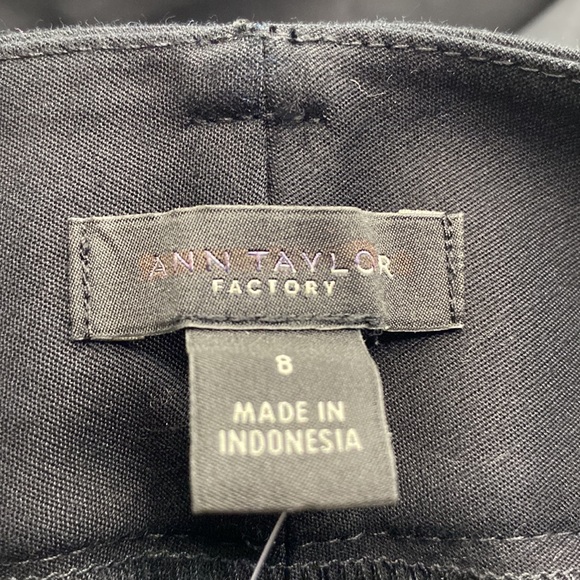 ANN TAYLOR
FACTORY
8
MADE IN
INDONESIA